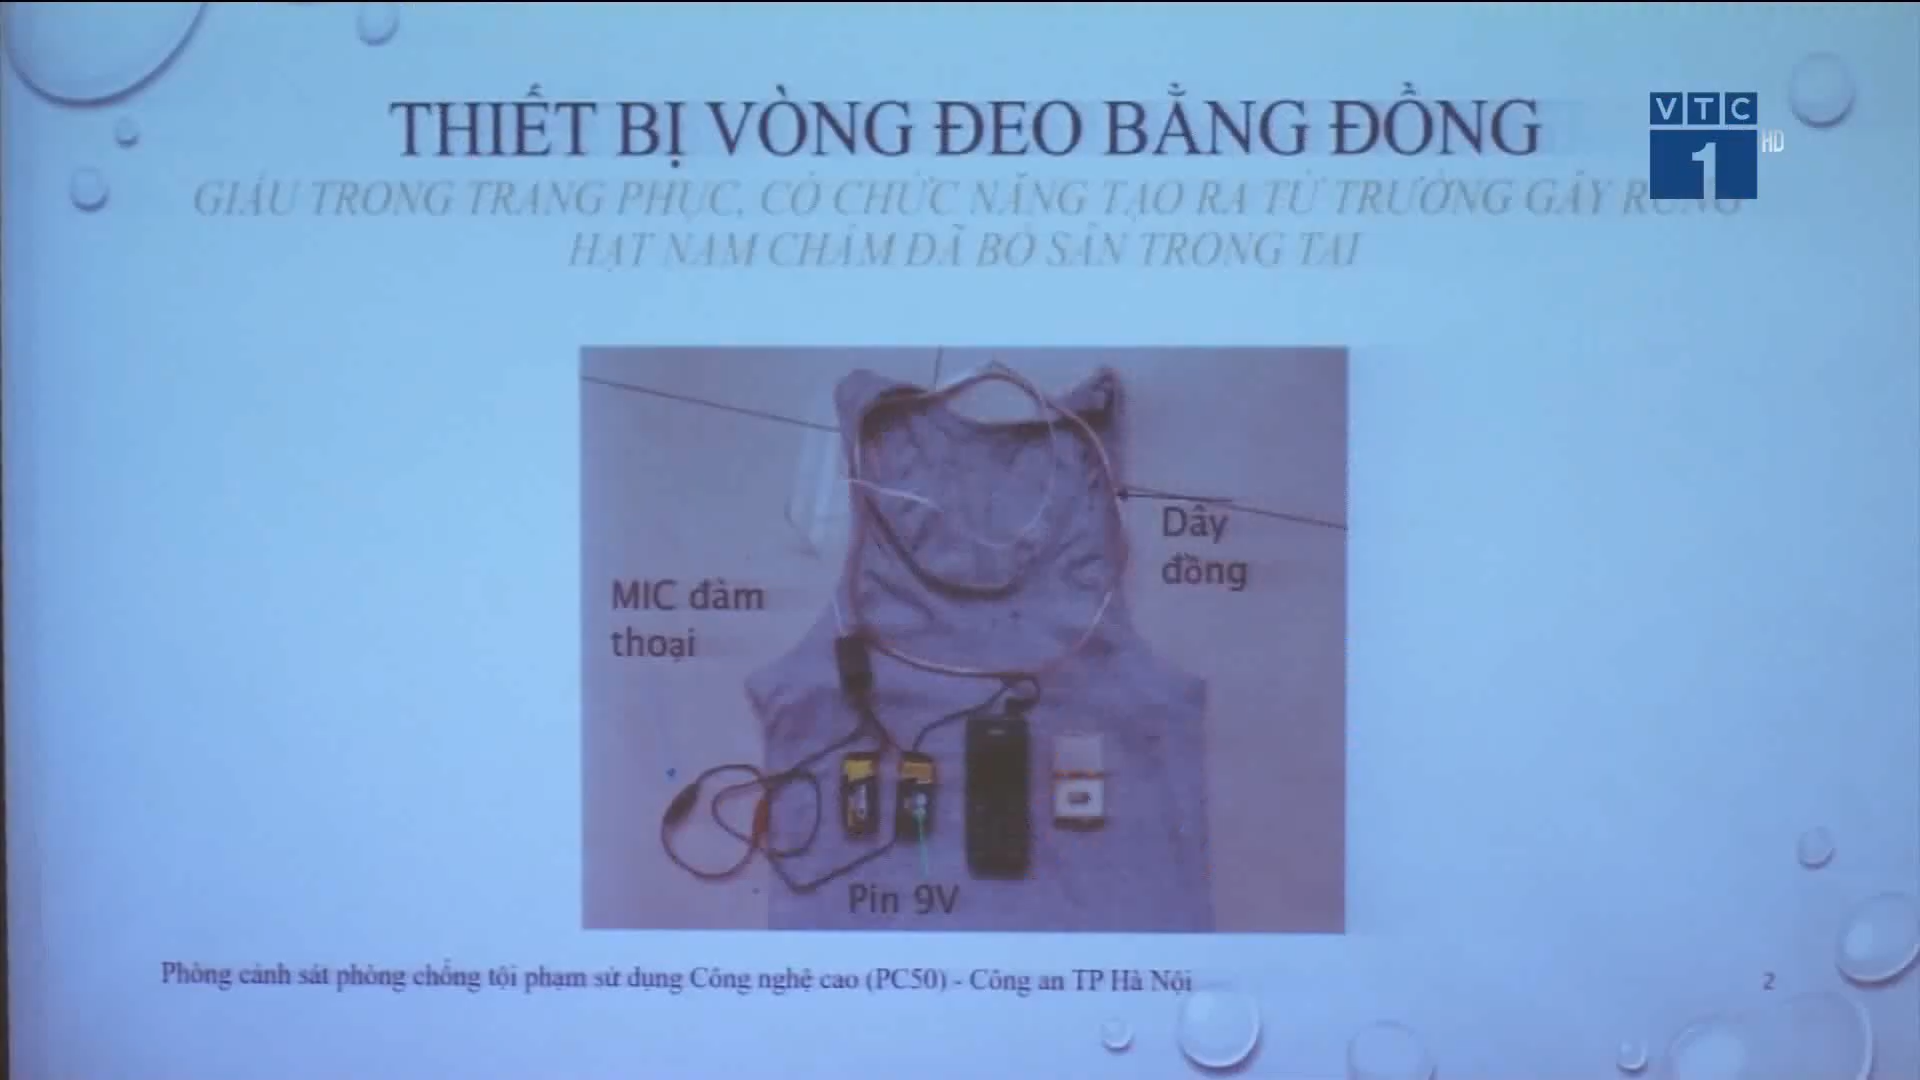 THIẾT BỊ VÒNG ĐEO BẰNG ĐỒNG
VTC
1 HD
GIẤU TRONG TRANG PHỤC, CÓ CHỨC NĂNG TẠO RA TỪ TRƯỜNG GÂY RUNG
HẠT NAM CHÂM ĐÃ BỎ SẴN TRONG TAI
Dây
đồng
MIC đàm
thoại
Pin 9V
Phòng cảnh sát phòng chống tội phạm sử dụng Công nghệ cao (PC50) - Công an TP Hà Nội
2